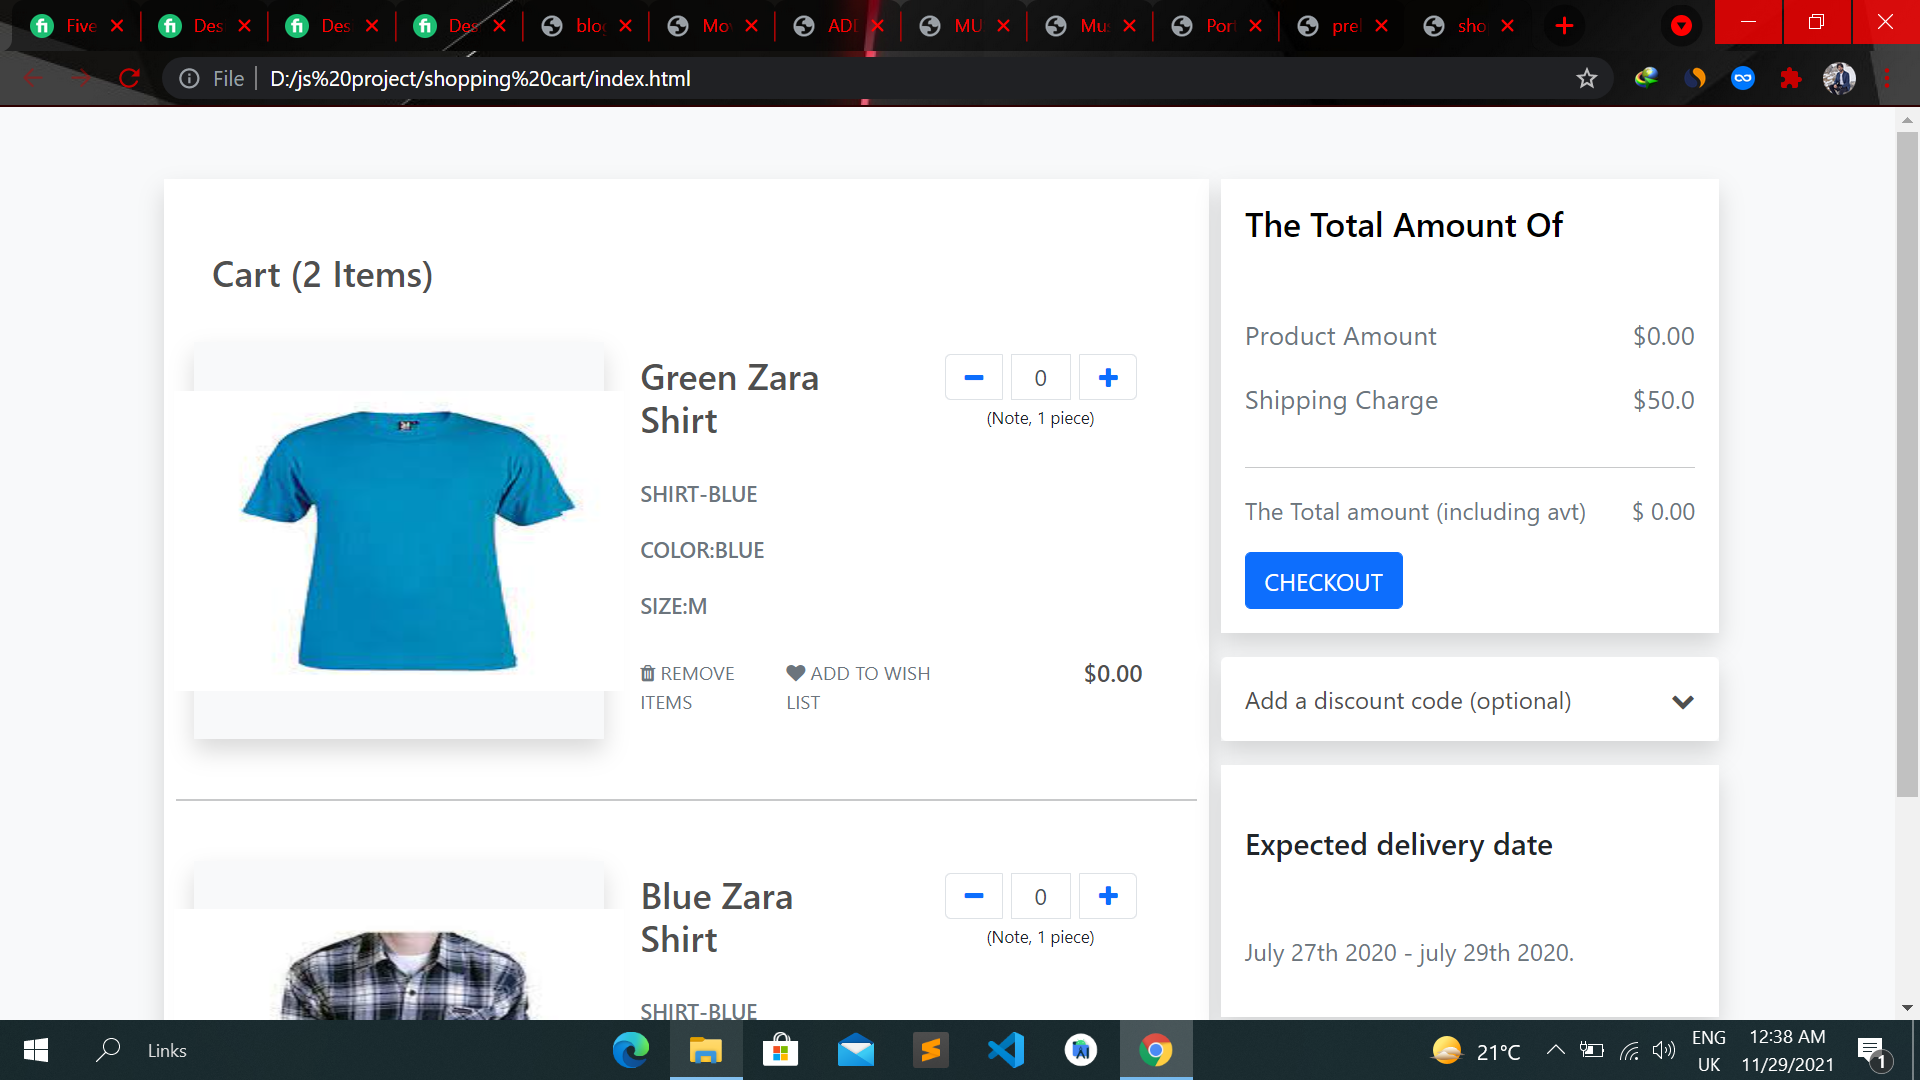 Five
Des
Des
Des
blo
Mo
ADD
MU
Mus
Port
prel
sho
File
D:/js%20project/shopping%20cart/index.html
Cart (2 Items)
Green Zara
Shirt
0
(Note, 1 piece)
SHIRT-BLUE
COLOR:BLUE
SIZE:M
REMOVE
ITEMS
ADD TO WISH
LIST
$0.00
Blue Zara
Shirt
0
(Note, 1 piece)
SHIRT-BLUE
The Total Amount Of
Product Amount $0.00
Shipping Charge $50.0
The Total amount (including avt) $ 0.00
CHECKOUT
Add a discount code (optional)
Expected delivery date
July 27th 2020 - july 29th 2020.
Links
21°C
ENG
UK
12:38 AM
11/29/2021
1